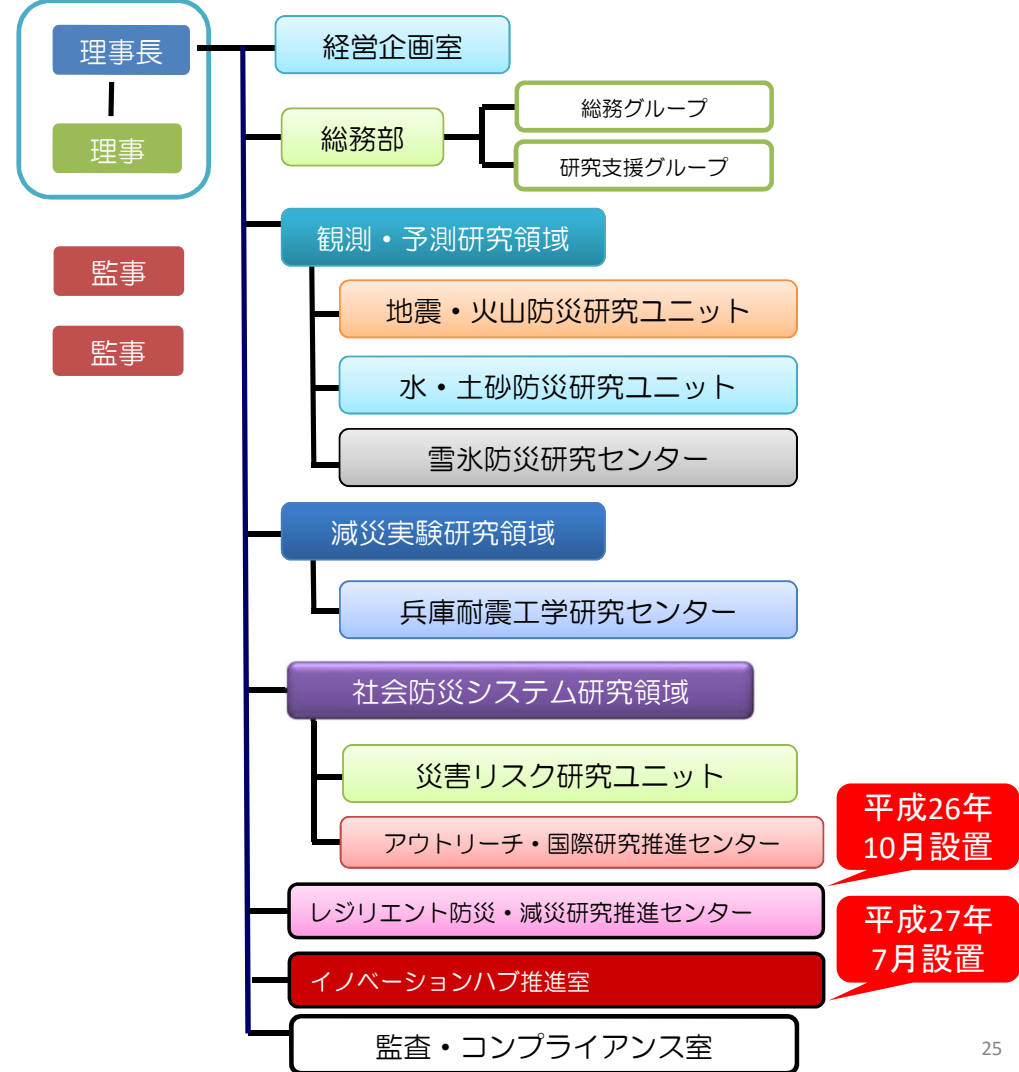 理事長
理事
監事
監事
経営企画室
総務部
総務グループ
研究支援グループ
観測・予測研究領域
地震・火山防災研究ユニット
水・土砂防災研究ユニット
雪氷防災研究センター
減災実験研究領域
兵庫耐震工学研究センター
社会防災システム研究領域
災害リスク研究ユニット
アウトリーチ・国際研究推進センター
平成26年
10月設置
レジリエント防災・減災研究推進センター
平成27年
7月設置
イノベーションハブ推進室
監査・コンプライアンス室
25